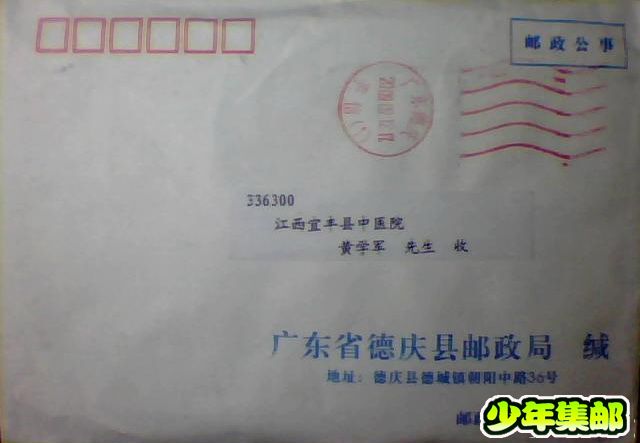 邮政公事
336300
江西宜丰县中医院
黄学军 先生 收
广东省德庆县邮政局 缄
地址：德庆县德城镇朝阳中路36号
邮
少年集邮